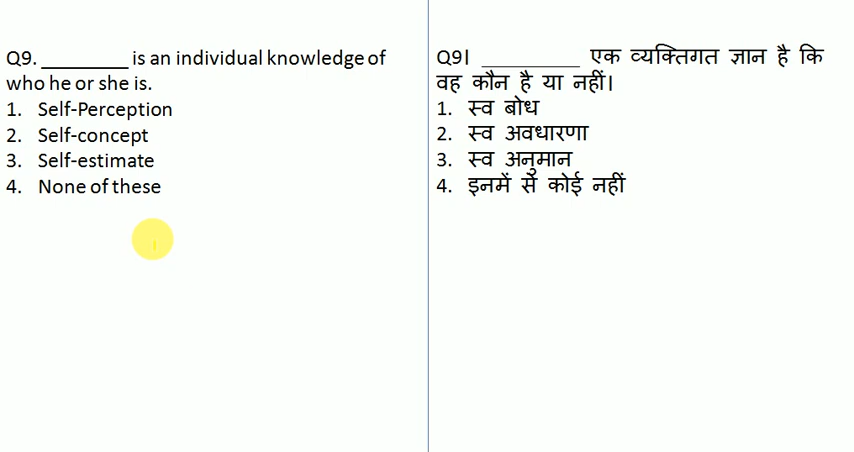 Q9. _________ is an individual knowledge of
who he or she is.
1. Self-Perception
2. Self-concept
3. Self-estimate
4. None of these
Q9। __________ एक व्यक्तिगत ज्ञान है कि
वह कौन है या नहीं।
1. स्व बोध
2. स्व अवधारणा
3. स्व अनुमान
4. इनमें से कोई नहीं